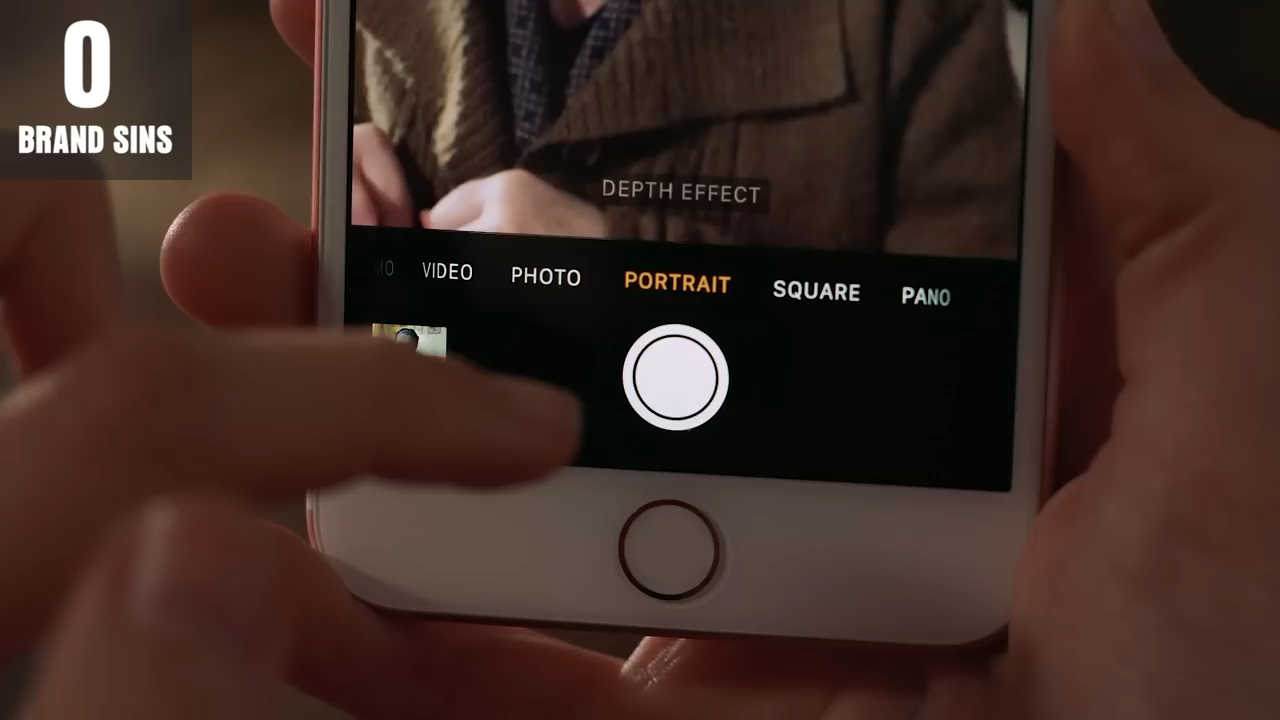 0
BRAND SINS
DEPTH EFFECT
VIDEO PHOTO PORTRAIT SQUARE PANO